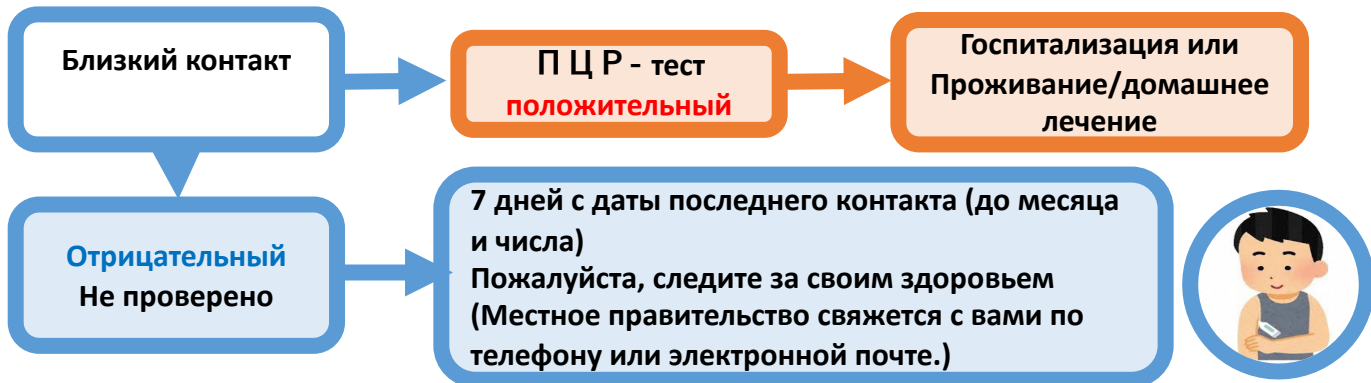 Близкий контакт
П Ц Р - тест
положительный
Госпитализация или
Проживание/домашнее
лечение
Отрицательный
Не проверено
7 дней с даты последнего контакта (до месяца
и числа)
Пожалуйста, следите за своим здоровьем
(Местное правительство свяжется с вами по
телефону или электронной почте.)